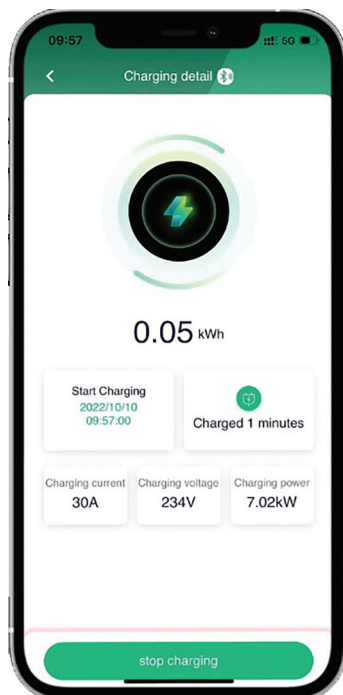 09:57
5G
Charging detail
0.05 kWh
Start Charging
2022/10/10
09:57:00
Charged 1 minutes
Charging current
30A
Charging voltage
234V
Charging power
7.02kW
stop charging